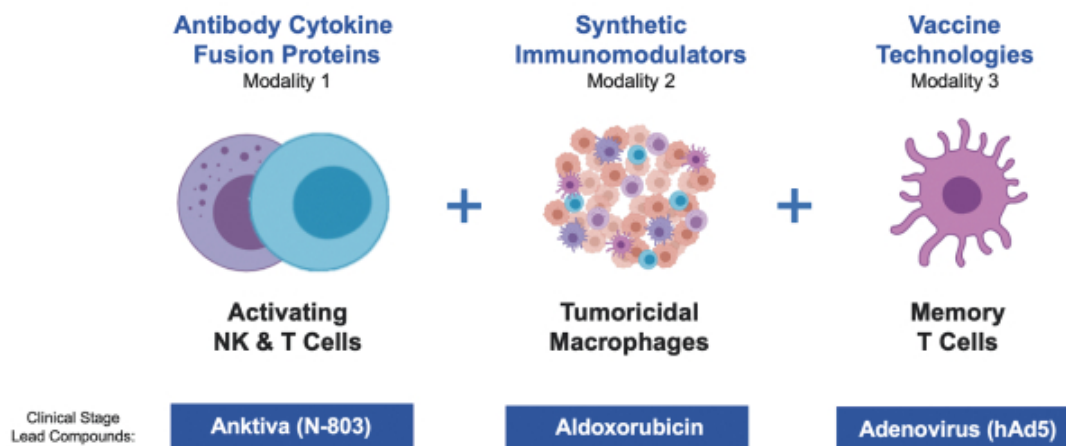 Antibody Cytokine
Fusion Proteins
Modality 1
Synthetic
Immunomodulators
Modality 2
Vaccine
Technologies
Modality 3
+
+
Activating
NK & T Cells
Tumoricidal
Macrophages
Memory
T Cells
Clinical Stage
Lead Compounds:
Anktiva (N-803)
Aldoxorubicin
Adenovirus (hAd5)